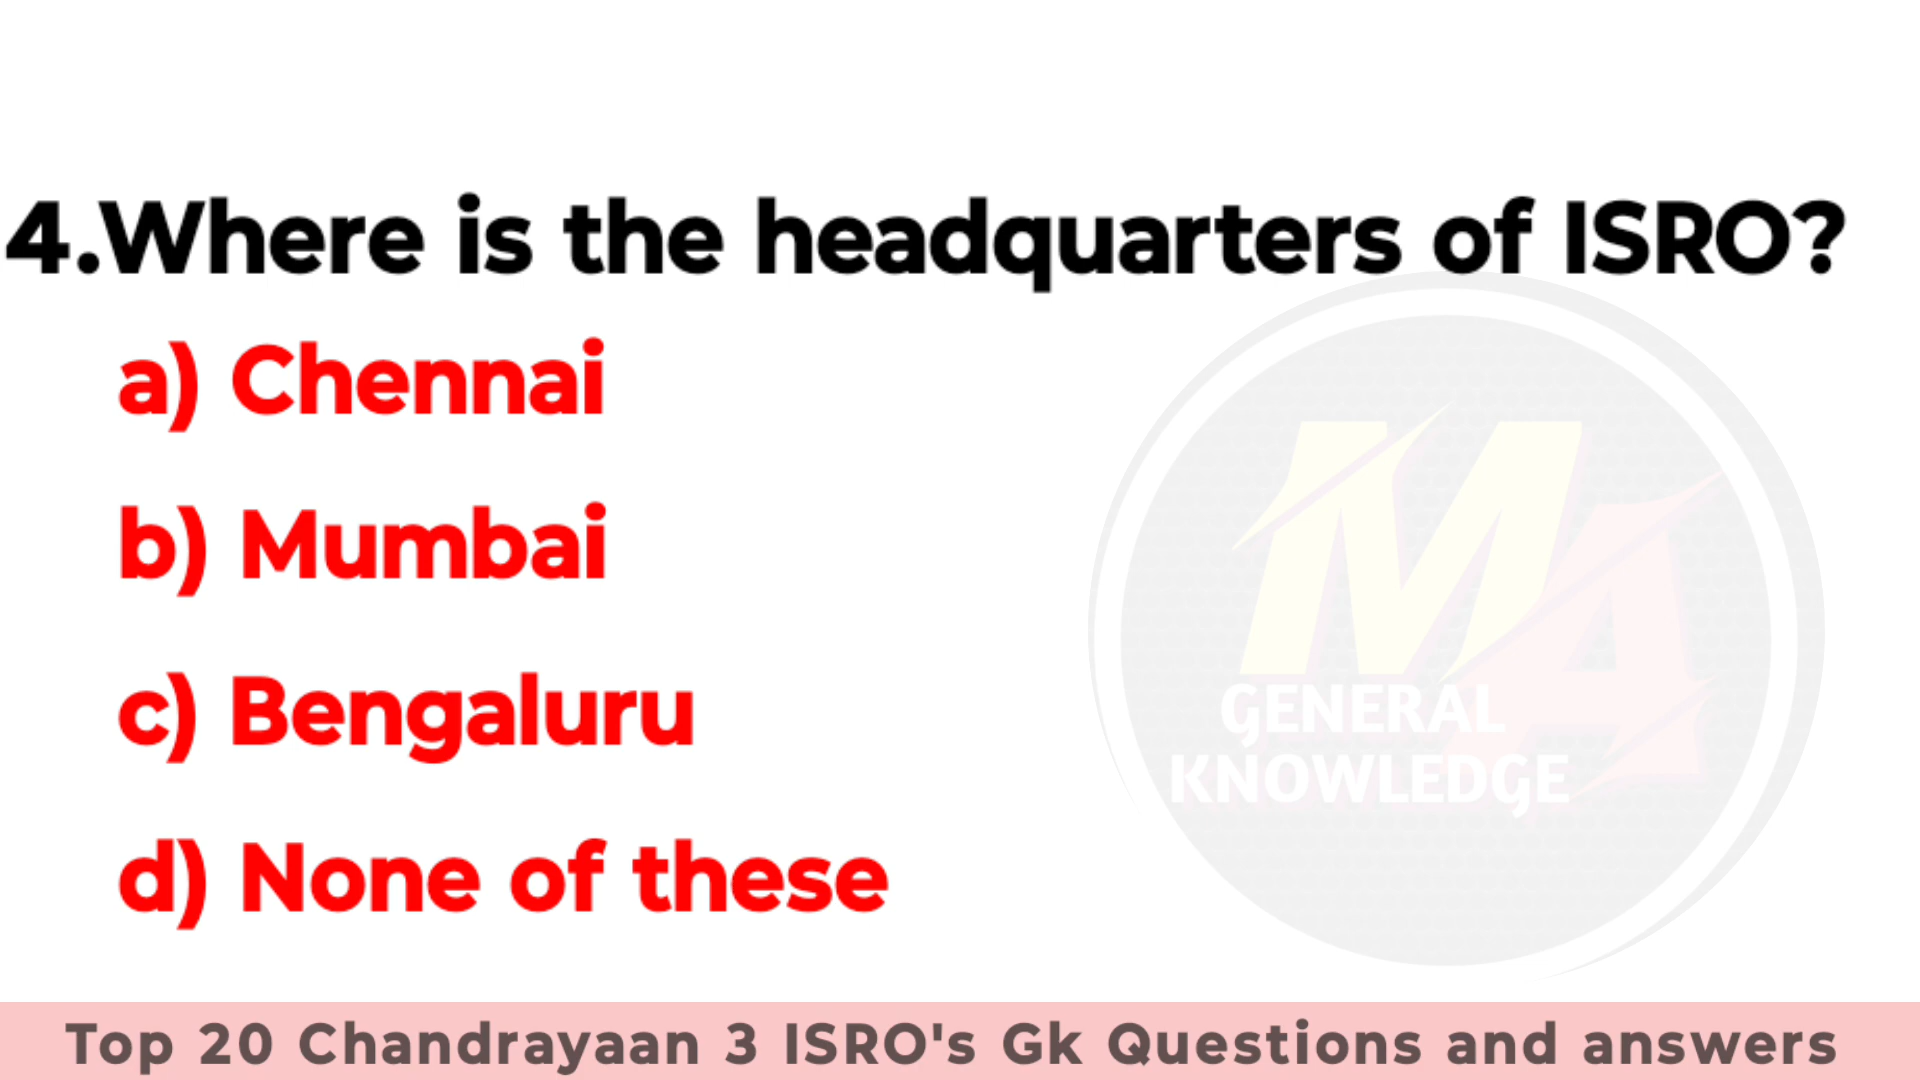 4.Where is the headquarters of ISRO?
a) Chennai
b) Mumbai
c) Bengaluru
d) None of these
MA
GENERAL
KNOWLEDGE
Top 20 Chandrayaan 3 ISRO's Gk Questions and answers